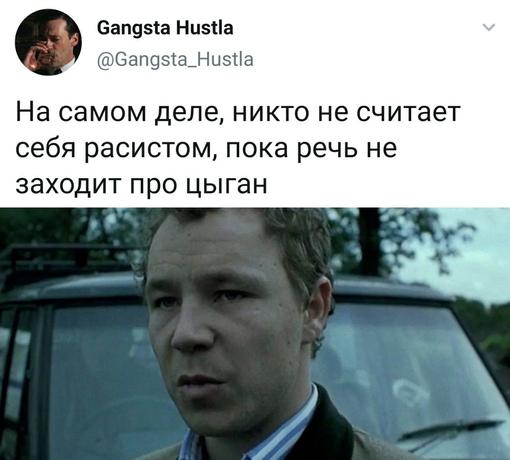 Gangsta Hustla
@Gangsta_Hustla
На самом деле, никто не считает
себя расистом, пока речь не
заходит про цыган